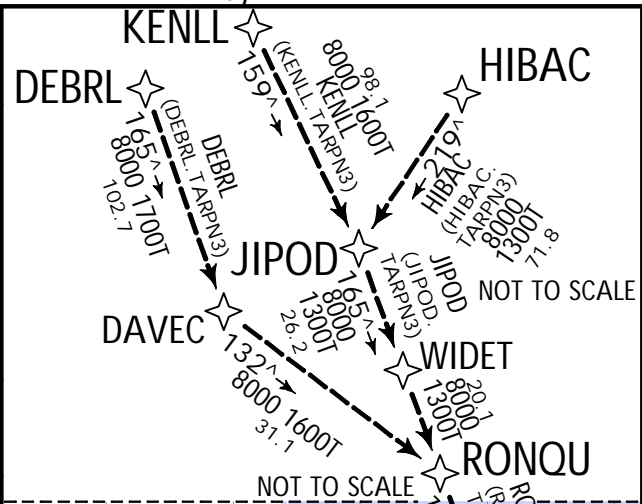 KENLL
159^
(KENLL.TARPN3)
KENLL
8000 1600T
98.1
DEBRL
165^
8000 1700T
102.7
DEBRL
(DEBRL.TARPN3)
HIBAC
219^
HIBAC
(HIBAC.
TARPN3)
8000
1300T
71.8
JIPOD
165^
8000
1300T
26.2
JIPOD
(JIPOD.
TARPN3)
NOT TO SCALE
DAVEC
132^
8000 1600T
31.1
WIDET
20.1
8000
1300T
NOT TO SCALE
RONQU